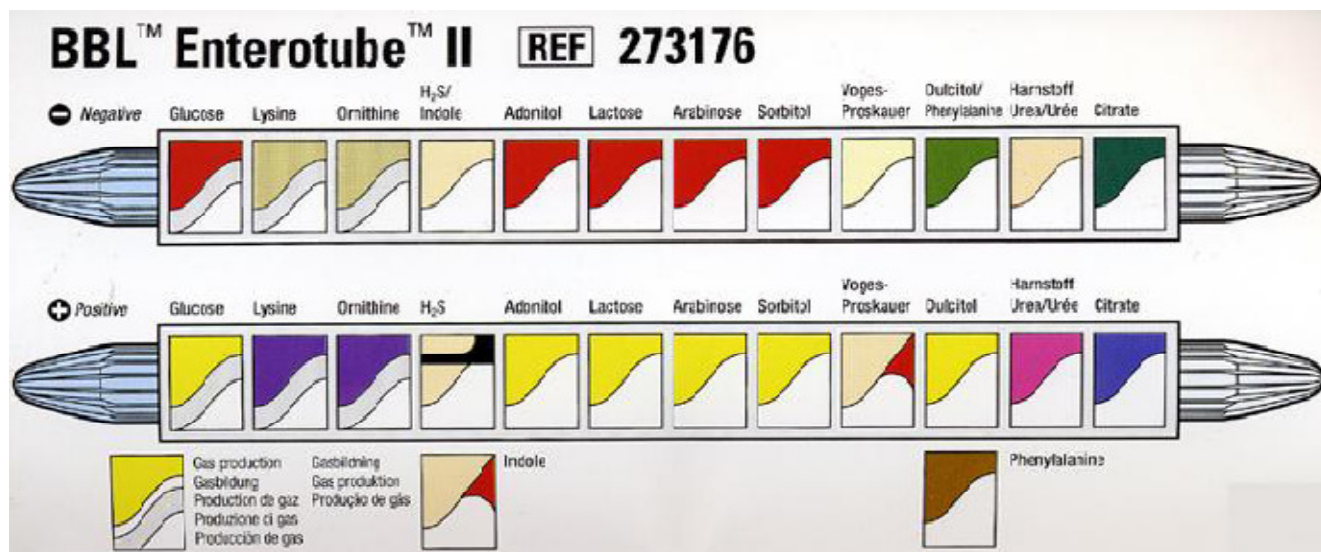 BBL™ Enterotube™ II REF 273176
Negative Glucose Lysine Ornithine H₂S/ Indole Adonitol Lactose Arabinose Sorbitol Voges- Proskauer Dulcitol/ Phenylalanine Harnstoff Urea/Urée Citrate
Positive Glucose Lysine Ornithine H₂S Adonitol Lactose Arabinose Sorbitol Voges- Proskauer Dulcitol Harnstoff Urea/Urée Citrate
Gas production Gasbildning
Gasbildung Gas produktion
Production de gaz Produção de gás
Produzione di gas
Producción de gas
Indole
Phenylalanine